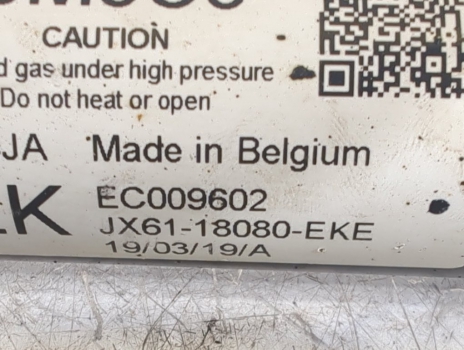 CAUTION
d gas under high pressure
Do not heat or open
JA Made in Belgium
EK EC009602
JX61-18080-EKE
19/03/19/A